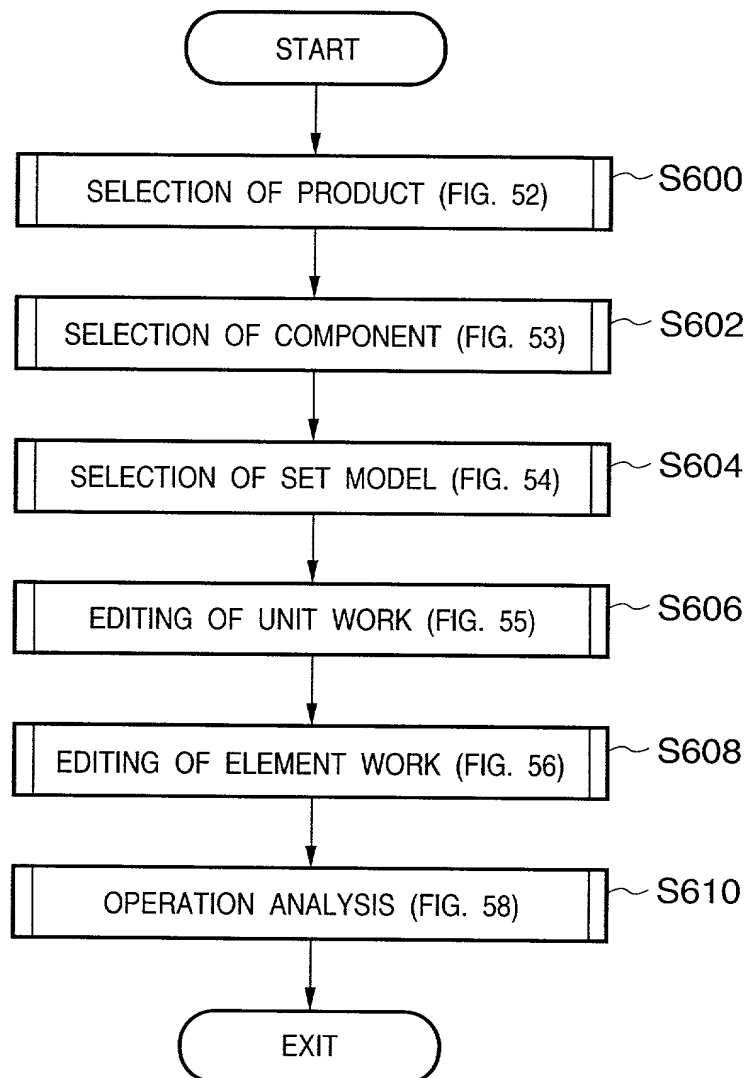 START
SELECTION OF PRODUCT (FIG. 52)
S600
SELECTION OF COMPONENT (FIG. 53)
S602
SELECTION OF SET MODEL (FIG. 54)
S604
EDITING OF UNIT WORK (FIG. 55)
S606
EDITING OF ELEMENT WORK (FIG. 56)
S608
OPERATION ANALYSIS (FIG. 58)
S610
EXIT